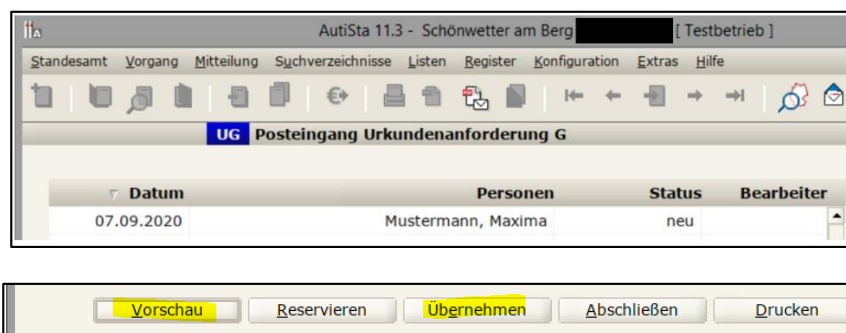 AutiSta 11.3 - Schönwetter am Berg [ Testbetrieb ]
Standesamt Vorgang Mitteilung Suchverzeichnisse Listen Register Konfiguration Extras Hilfe
UG Posteingang Urkundenanforderung G
Datum Personen Status Bearbeiter
07.09.2020 Mustermann, Maxima neu
Vorschau Reservieren Übernehmen Abschließen Drucken